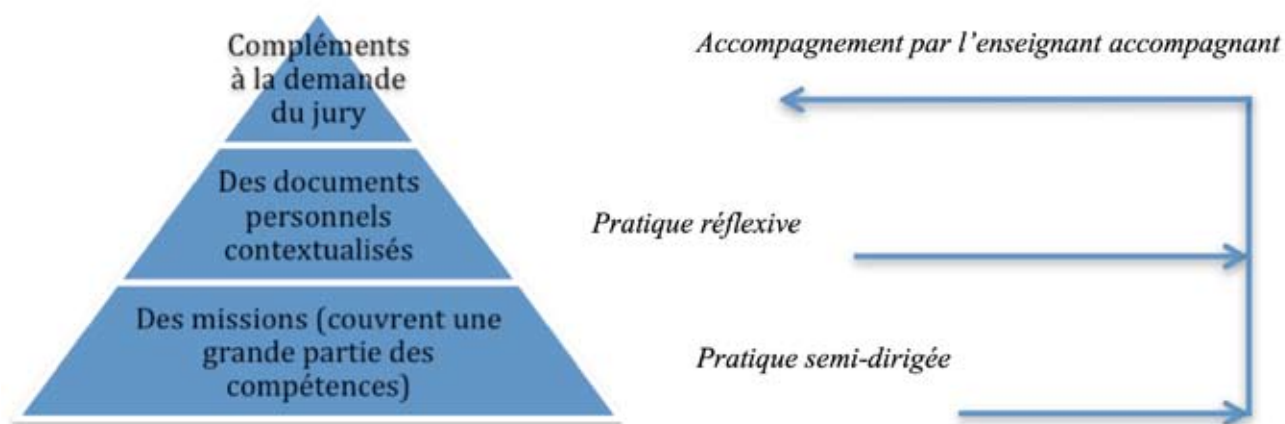 Compléments
à la demande
du jury
Accompagnement par l'enseignant accompagnant
Des documents
personnels
contextualisés
Pratique réflexive
Des missions (couvrent une
grande partie des
compétences)
Pratique semi-dirigée